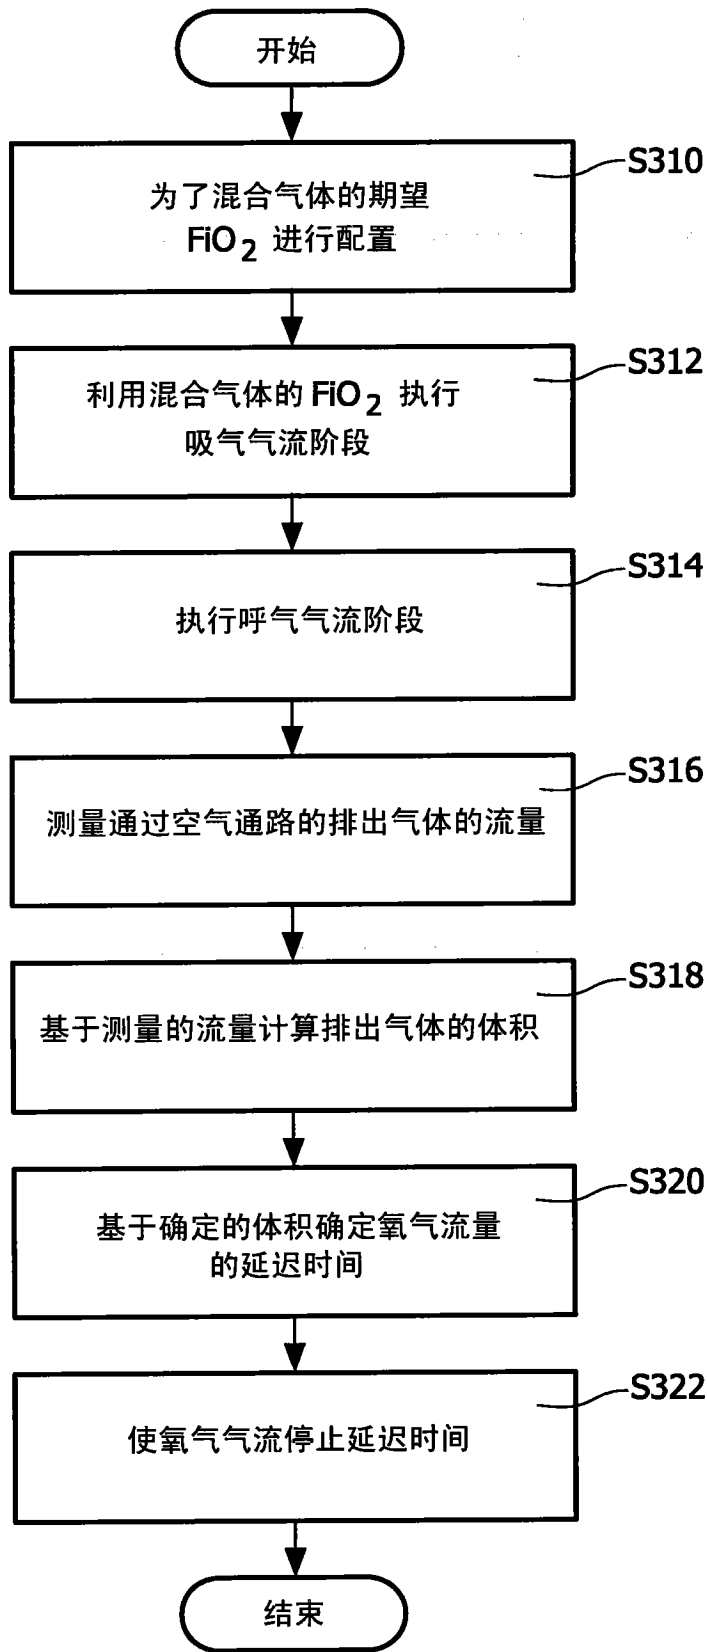 开始
S310
为了混合气体的期望
FiO2 进行配置
S312
利用混合气体的 FiO2 执行
吸气气流阶段
S314
执行呼气气流阶段
S316
测量通过空气通路的排出气体的流量
S318
基于测量的流量计算排出气体的体积
S320
基于确定的体积确定氧气流量
的延迟时间
S322
使氧气气流停止延迟时间
结束